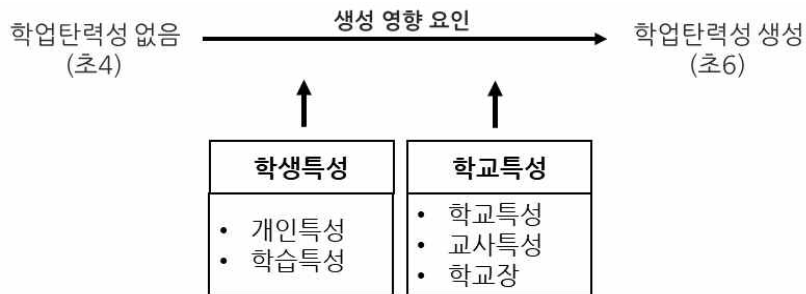 생성 영향 요인
학업탄력성 없음
(초4)
학업탄력성 생성
(초6)
학생특성
• 개인특성
• 학습특성
학교특성
• 학교특성
• 교사특성
• 학교장